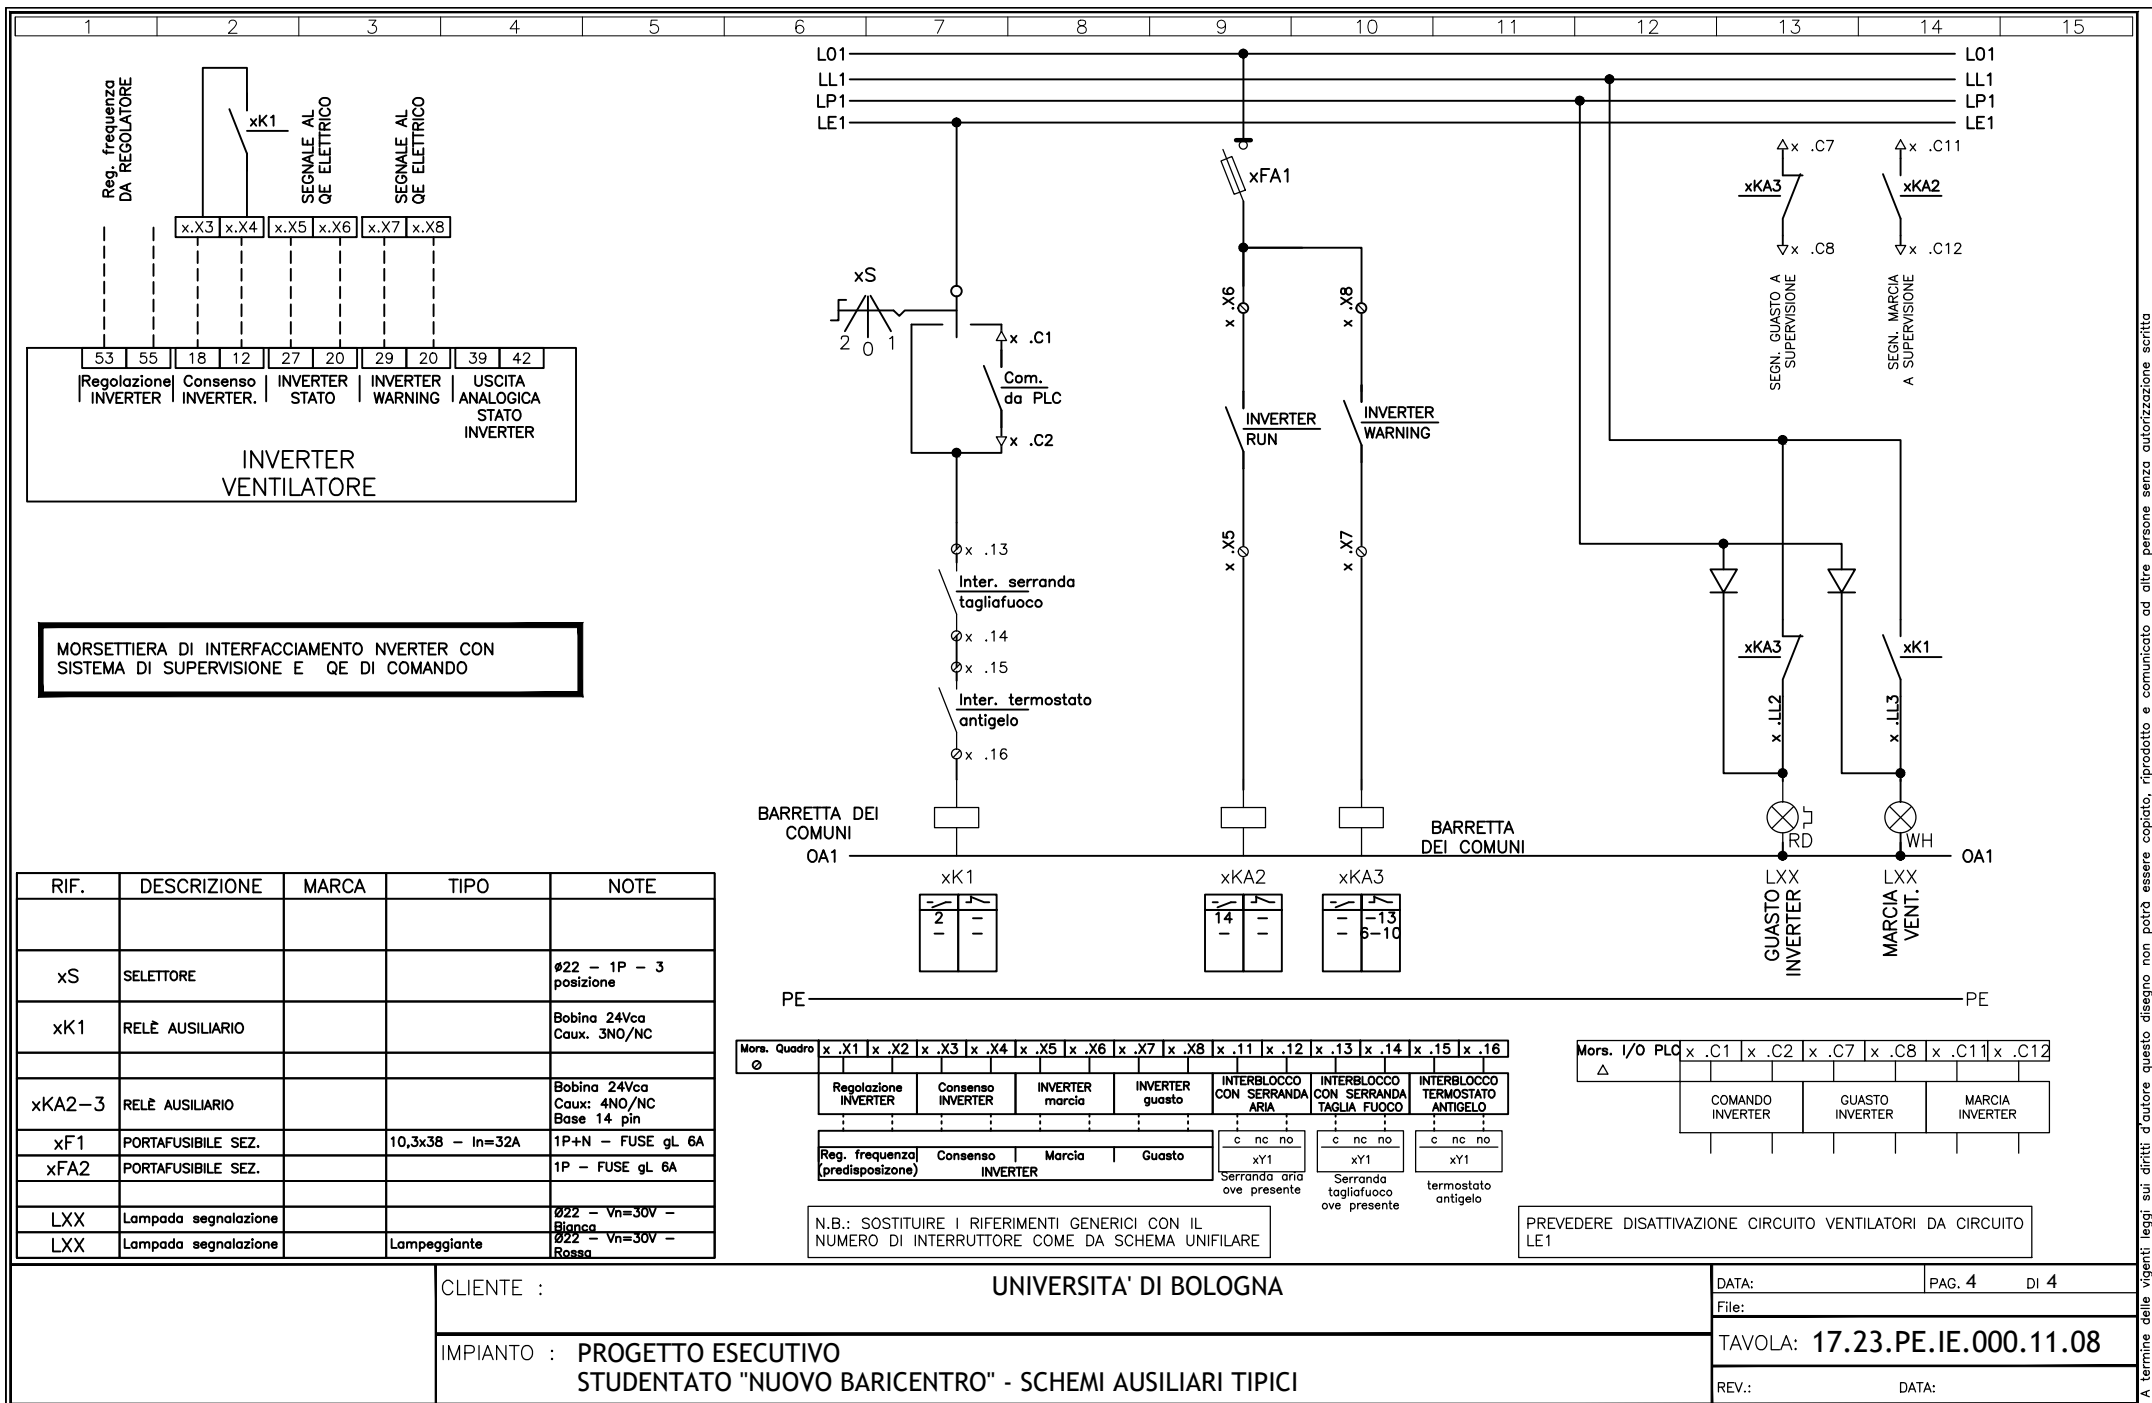 1 2 3 4 5 6 7 8 9 10 11 12 13 14 15
L01 L01
LL1 LL1
LP1 LP1
LE1 LE1
Reg. frequenza
DA REGOLATORE
xK1
SEGNALE AL
QE ELETTRICO
SEGNALE AL
QE ELETTRICO
x.X3 x.X4 x.X5 x.X6 x.X7 x.X8
53 55 18 12 27 20 29 20 39 42
Regolazione
INVERTER
Consenso
INVERTER.
INVERTER
STATO
INVERTER
WARNING
USCITA
ANALOGICA
STATO
INVERTER
INVERTER
VENTILATORE
MORSETTIERA DI INTERFACCIAMENTO NVERTER CON
SISTEMA DI SUPERVISIONE E QE DI COMANDO
xS
2 0 1
x .C1
Com.
da PLC
x .C2
x .13
Inter. serranda
tagliafuoco
x .14
x .15
Inter. termostato
antigelo
x .16
xFA1
x .X6
x .X8
INVERTER
RUN
INVERTER
WARNING
x .X5
x .X7
x .C7
xKA3
x .C8
SEGN. GUASTO A
SUPERVISIONE
x .C11
xKA2
x .C12
SEGN. MARCIA
A SUPERVISIONE
xKA3
xK1
x .LL2
x .LL3
RD
WH
BARRETTA DEI
COMUNI
BARRETTA
DEI COMUNI
OA1 OA1
xK1
2 –
– –
xKA2
14 –
– –
xKA3
– –13
– 6–10
LXX
GUASTO
INVERTER
LXX
MARCIA
VENT.
PE PE
RIF. DESCRIZIONE MARCA TIPO NOTE
xS SELETTORE ø22 – 1P – 3
posizione
xK1 RELÈ AUSILIARIO Bobina 24Vca
Caux. 3NO/NC
xKA2–3 RELÈ AUSILIARIO Bobina 24Vca
Caux: 4NO/NC
Base 14 pin
xF1 PORTAFUSIBILE SEZ. 10,3x38 – In=32A 1P+N – FUSE gL 6A
xFA2 PORTAFUSIBILE SEZ. 1P – FUSE gL 6A
LXX Lampada segnalazione Ø22 – Vn=30V –
Bianca
LXX Lampada segnalazione Lampeggiante Ø22 – Vn=30V –
Rossa
Mors. Quadro x .X1 x .X2 x .X3 x .X4 x .X5 x .X6 x .X7 x .X8 x .11 x .12 x .13 x .14 x .15 x .16
Regolazione
INVERTER
Consenso
INVERTER
INVERTER
marcia
INVERTER
guasto
INTERBLOCCO
CON SERRANDA
ARIA
INTERBLOCCO
CON SERRANDA
TAGLIA FUOCO
INTERBLOCCO
TERMOSTATO
ANTIGELO
Reg. frequenza
(predisposizone)
Consenso Marcia Guasto
INVERTER
c nc no
xY1
Serranda aria
ove presente
c nc no
xY1
Serranda
tagliafuoco
ove presente
c nc no
xY1
termostato
antigelo
Mors. I/O PLC x .C1 x .C2 x .C7 x .C8 x .C11 x .C12
COMANDO
INVERTER
GUASTO
INVERTER
MARCIA
INVERTER
N.B.: SOSTITUIRE I RIFERIMENTI GENERICI CON IL
NUMERO DI INTERRUTTORE COME DA SCHEMA UNIFILARE
PREVEDERE DISATTIVAZIONE CIRCUITO VENTILATORI DA CIRCUITO
LE1
CLIENTE : UNIVERSITA' DI BOLOGNA
IMPIANTO : PROGETTO ESECUTIVO
STUDENTATO "NUOVO BARICENTRO" - SCHEMI AUSILIARI TIPICI
DATA: PAG. 4 DI 4
File:
TAVOLA: 17.23.PE.IE.000.11.08
REV.: DATA:
A termine delle vigenti leggi sui diritti d'autore questo disegno non potrà essere copiato, riprodotto e comunicato ad altre persone senza autorizzazione scritta